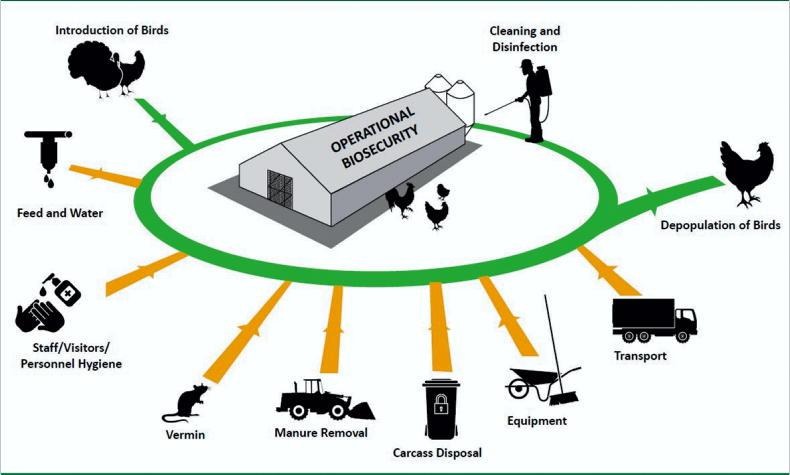 Introduction of Birds
Cleaning and
Disinfection
OPERATIONAL
BIOSECURITY
Feed and Water
Depopulation of Birds
Staff/Visitors/
Personnel Hygiene
Transport
Vermin
Manure Removal
Equipment
Carcass Disposal